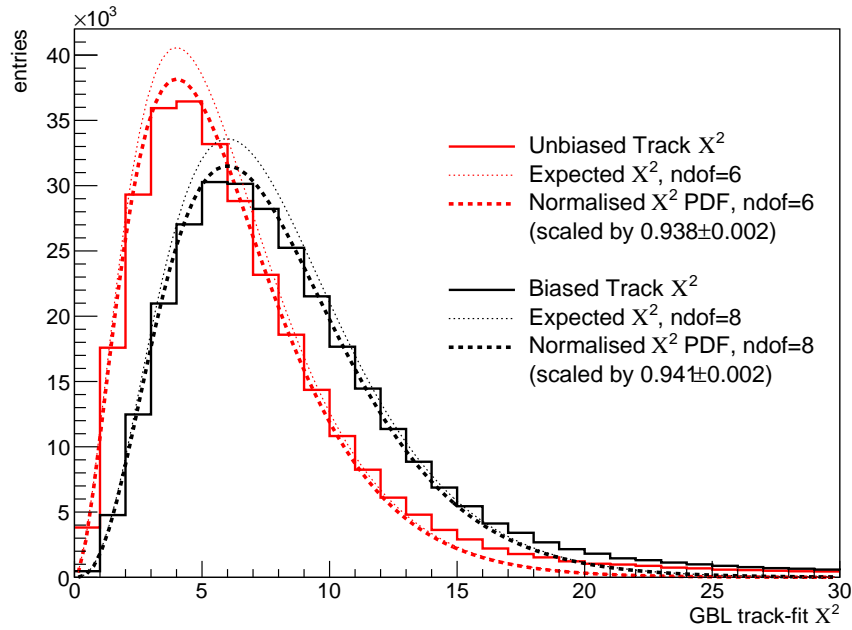 ×10³
entries
40
35
30
25
20
15
10
5
0
Unbiased Track X²
Expected X², ndof=6
Normalised X² PDF, ndof=6
(scaled by 0.938±0.002)
Biased Track X²
Expected X², ndof=8
Normalised X² PDF, ndof=8
(scaled by 0.941±0.002)
0 5 10 15 20 25 30
GBL track-fit X²